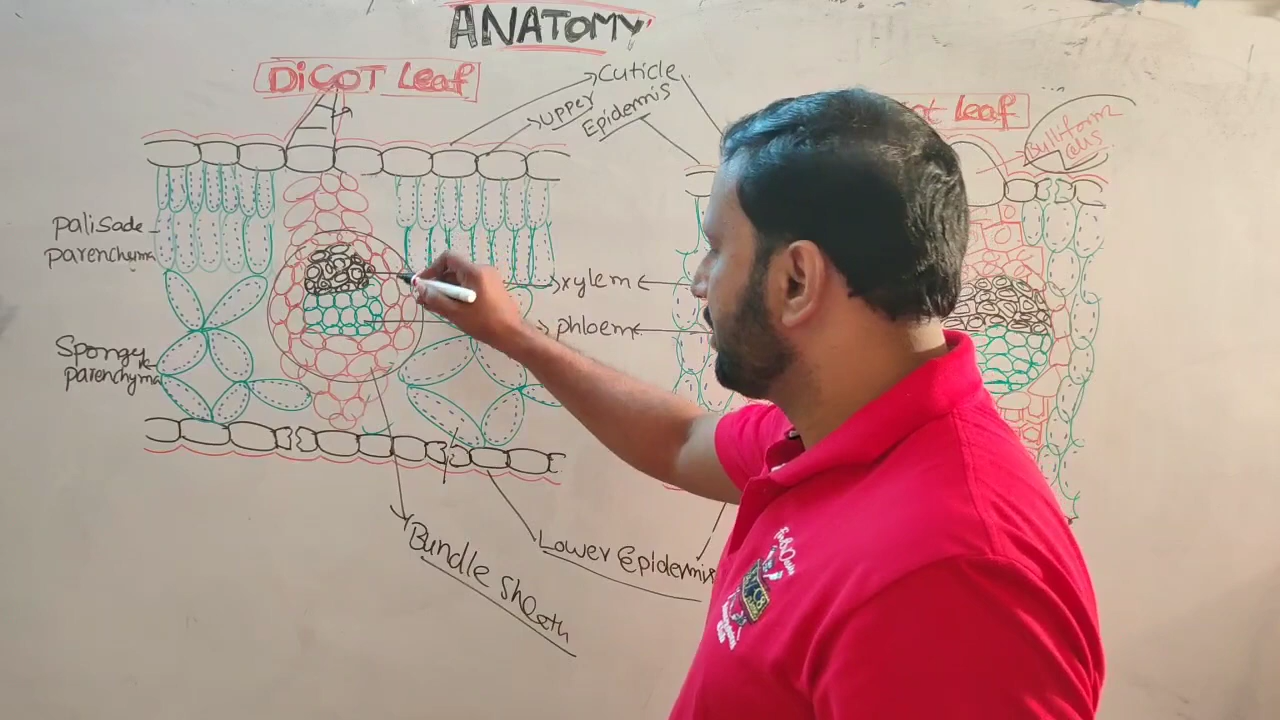 ANATOMY
DICOT Leaf
Cuticle
Upper
Epidermis
ot leaf
Bulliform
cells
palisade
parenchyma
xylem
phloem
Spongy
parenchyma
Bundle Sheath
Lower Epidermis